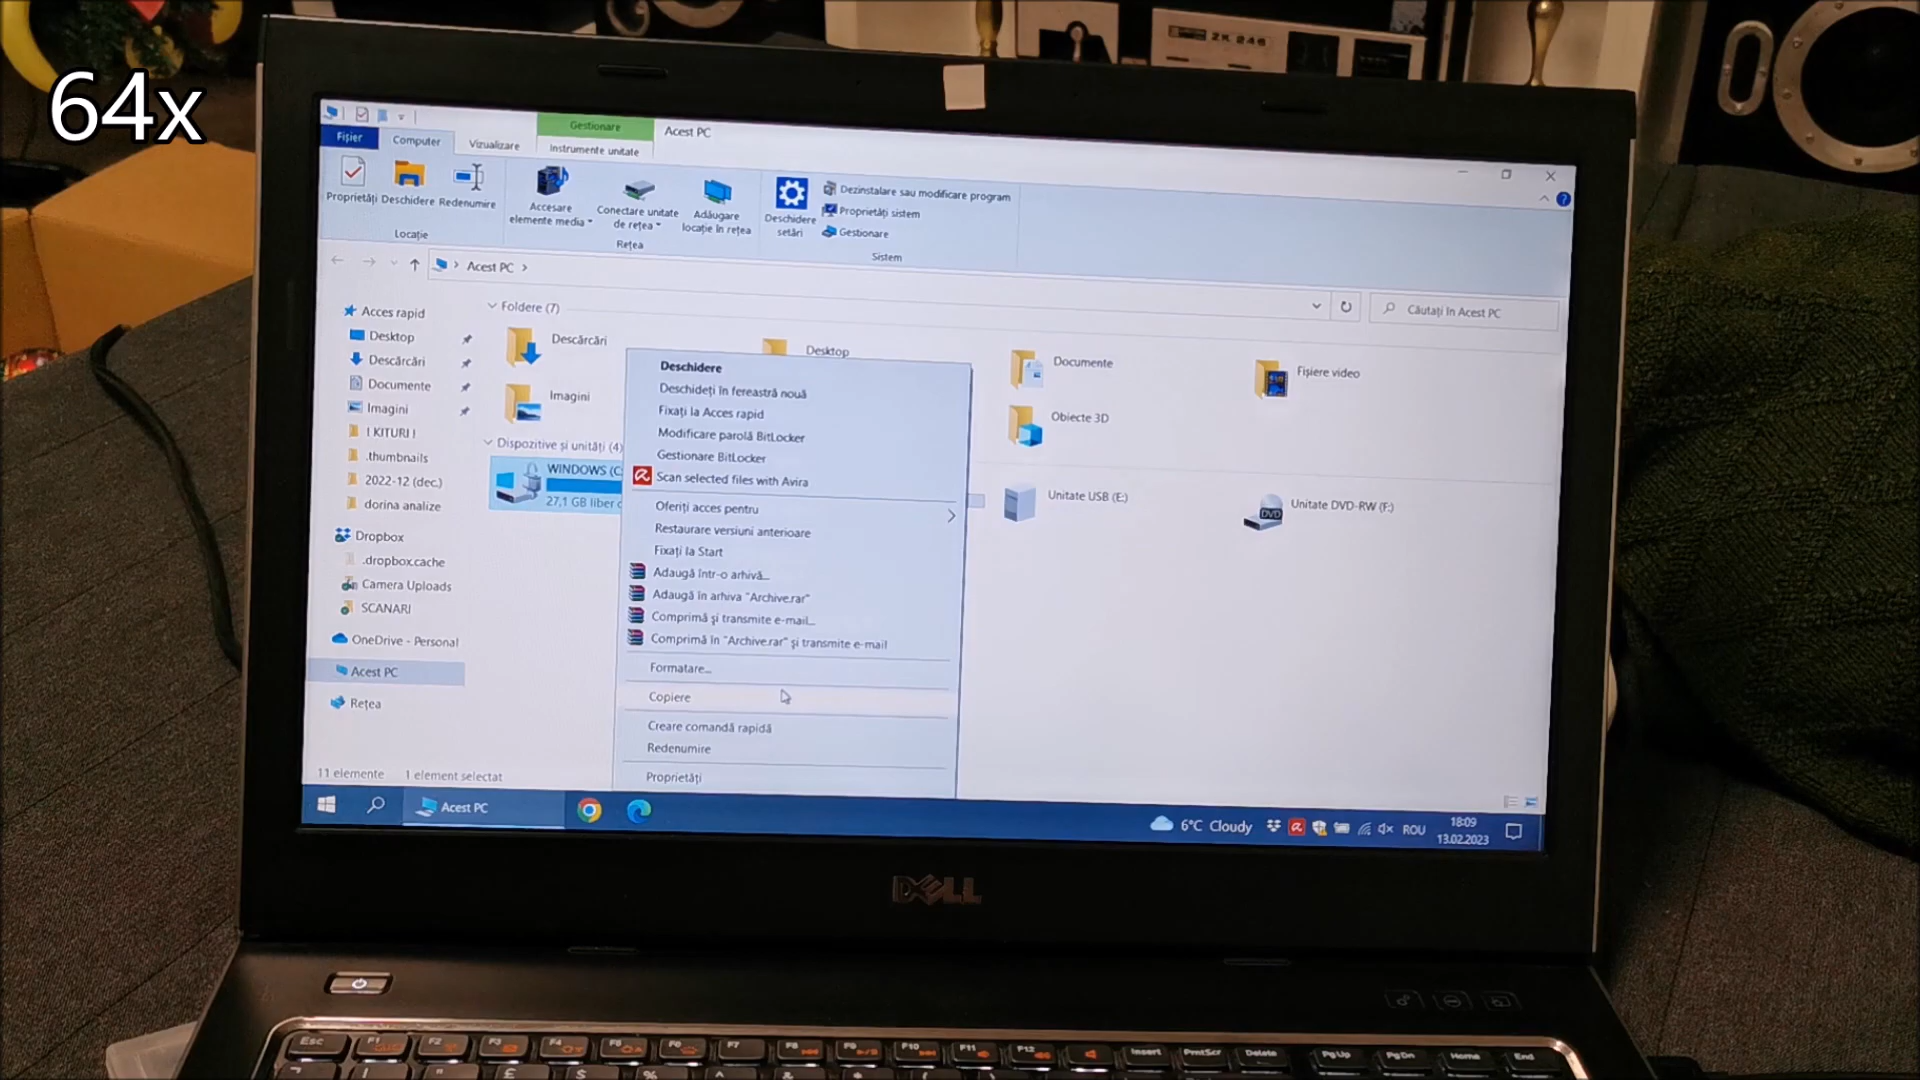 64x
ZK 246
Gestionare
Acest PC
Fișier
Computer
Vizualizare
Instrumente unitate
Proprietăți
Deschidere
Redenumire
Accesare
elemente media
Conectare unitate
de rețea
Adăugare
locație în rețea
Deschidere
setări
Dezinstalare sau modificare program
Proprietăți sistem
Gestionare
Locație
Rețea
Sistem
Acest PC
Căutați în Acest PC
Acces rapid
Desktop
Descărcări
Documente
Imagini
! KITURI !
.thumbnails
2022-12 (dec.)
dorina analize
Dropbox
.dropbox.cache
Camera Uploads
SCANARI
OneDrive - Personal
Acest PC
Rețea
Foldere (7)
Descărcări
Desktop
Documente
Fișiere video
Imagini
Obiecte 3D
Dispozitive și unități (4)
WINDOWS (C:
27,1 GB liber
Unitate USB (E:)
Unitate DVD-RW (F:)
DVD
Deschidere
Deschideți în fereastră nouă
Fixați la Acces rapid
Modificare parolă BitLocker
Gestionare BitLocker
Scan selected files with Avira
Oferiți acces pentru
Restaurare versiuni anterioare
Fixați la Start
Adaugă într-o arhivă...
Adaugă în arhiva "Archive.rar"
Comprimă și transmite e-mail...
Comprimă în "Archive.rar" și transmite e-mail
Formatare...
Copiere
Creare comandă rapidă
Redenumire
Proprietăți
11 elemente
1 element selectat
Acest PC
6°C Cloudy
ROU
18:09
13.02.2023
DELL
Esc F1 F2 F3 F4 F5 F6 F7 F8 F9 F10 F11 F12 Insert PrntScr Delete PgUp PgDn Home End
! " £ $ % ^ & * (